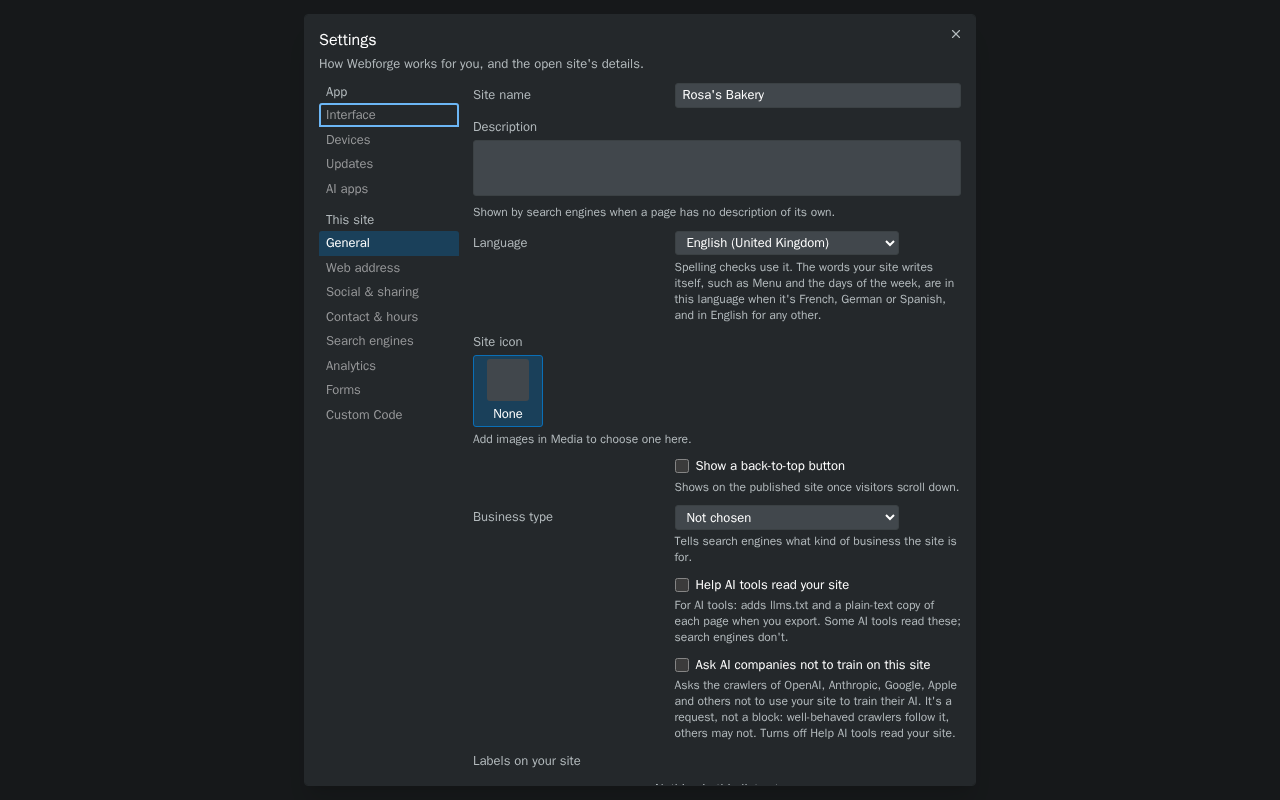 Settings
How Webforge works for you, and the open site's details.
App
Interface
Devices
Updates
AI apps
This site
General
Web address
Social & sharing
Contact & hours
Search engines
Analytics
Forms
Custom Code
Site name
Rosa's Bakery
Description
Shown by search engines when a page has no description of its own.
Language
English (United Kingdom)
Spelling checks use it. The words your site writes
itself, such as Menu and the days of the week, are in
this language when it's French, German or Spanish,
and in English for any other.
Site icon
None
Add images in Media to choose one here.
Show a back-to-top button
Shows on the published site once visitors scroll down.
Business type
Not chosen
Tells search engines what kind of business the site is
for.
Help AI tools read your site
For AI tools: adds llms.txt and a plain-text copy of
each page when you export. Some AI tools read these;
search engines don't.
Ask AI companies not to train on this site
Asks the crawlers of OpenAI, Anthropic, Google, Apple
and others not to use your site to train their AI. It's a
request, not a block: well-behaved crawlers follow it,
others may not. Turns off Help AI tools read your site.
Labels on your site